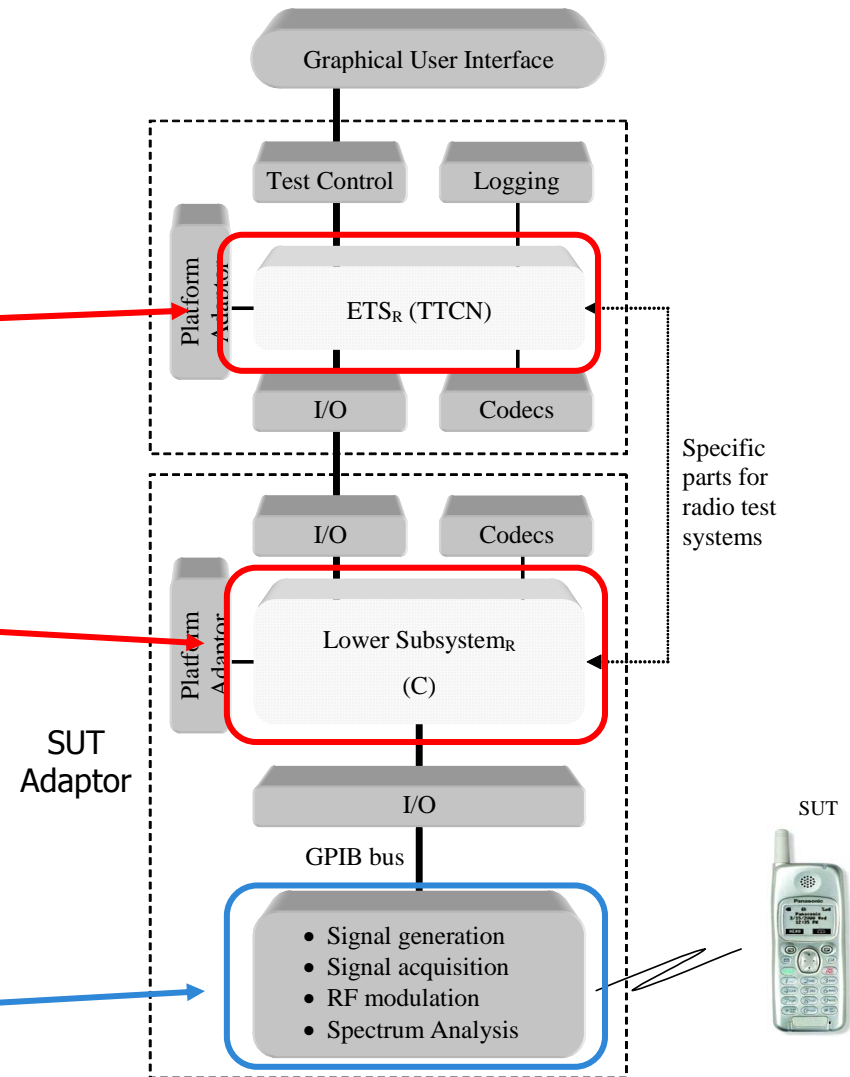 Graphical User Interface
Test Control
Logging
Platform
Adaptor
ETSR (TTCN)
I/O
Codecs
Specific
parts for
radio test
systems
I/O
Codecs
Platform
Adaptor
Lower SubsystemR
(C)
SUT
Adaptor
I/O
GPIB bus
SUT
Panasonic
• Signal generation
• Signal acquisition
• RF modulation
• Spectrum Analysis